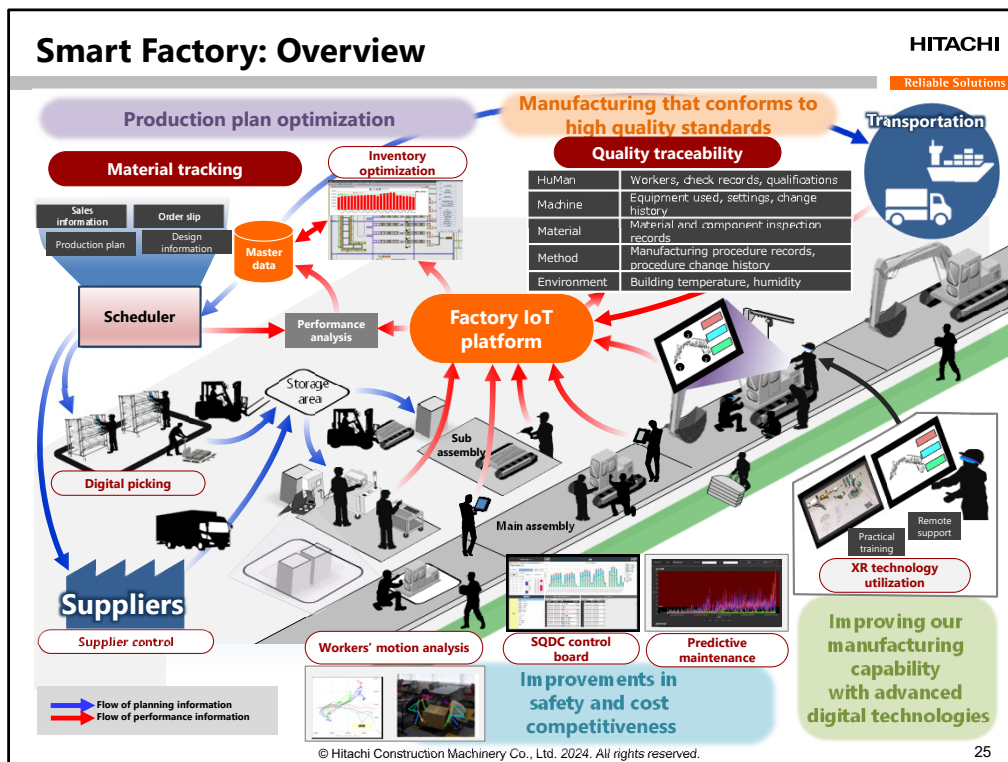 Smart Factory: Overview
HITACHI
Reliable Solutions
Production plan optimization
Manufacturing that conforms to
high quality standards
Transportation
Material tracking
Inventory
optimization
Quality traceability
HuMan
Workers, check records, qualifications
Machine
Equipment used, settings, change
history
Material
Material and component inspection
records
Method
Manufacturing procedure records,
procedure change history
Environment
Building temperature, humidity
Sales
information
Order slip
Production plan
Design
information
Master
data
Scheduler
Performance
analysis
Factory IoT
platform
Storage
area
Sub
assembly
Digital picking
Main assembly
Suppliers
Supplier control
Practical
training
Remote
support
XR technology
utilization
Workers' motion analysis
SQDC control
board
Predictive
maintenance
Improvements in
safety and cost
competitiveness
Improving our
manufacturing
capability
with advanced
digital technologies
Flow of planning information
Flow of performance information
© Hitachi Construction Machinery Co., Ltd. 2024. All rights reserved.
25